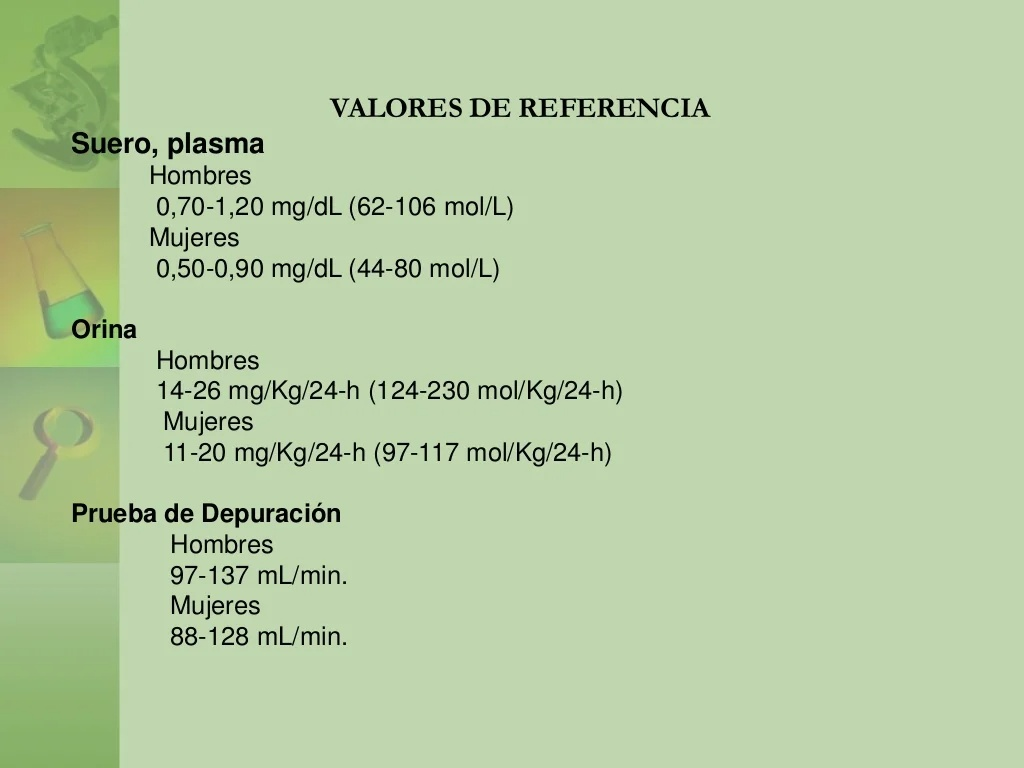 VALORES DE REFERENCIA
Suero, plasma
Hombres
0,70-1,20 mg/dL (62-106 mol/L)
Mujeres
0,50-0,90 mg/dL (44-80 mol/L)
Orina
Hombres
14-26 mg/Kg/24-h (124-230 mol/Kg/24-h)
Mujeres
11-20 mg/Kg/24-h (97-117 mol/Kg/24-h)
Prueba de Depuración
Hombres
97-137 mL/min.
Mujeres
88-128 mL/min.